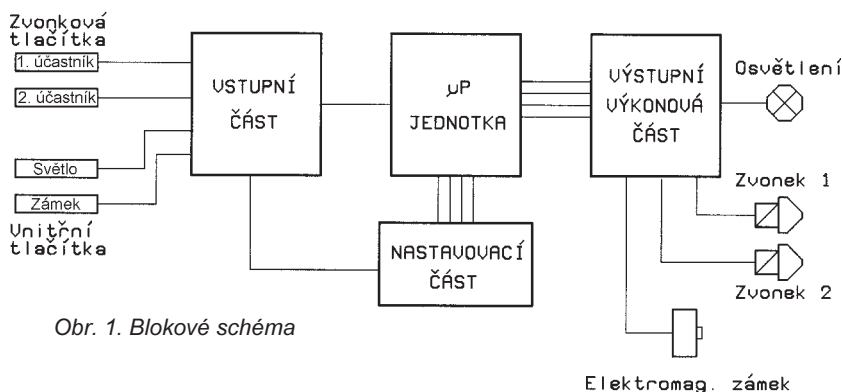 Zvonková
tlačítka
1. účastník
2. účastník
Světlo
Zámek
Vnitřní
tlačítka
VSTUPNÍ
ČÁST
µP
JEDNOTKA
NASTAVOVACÍ
ČÁST
VÝSTUPNÍ
VÝKONOVÁ
ČÁST
Osvětlení
Zvonek 1
Zvonek 2
Elektromag. zámek
Obr. 1. Blokové schéma